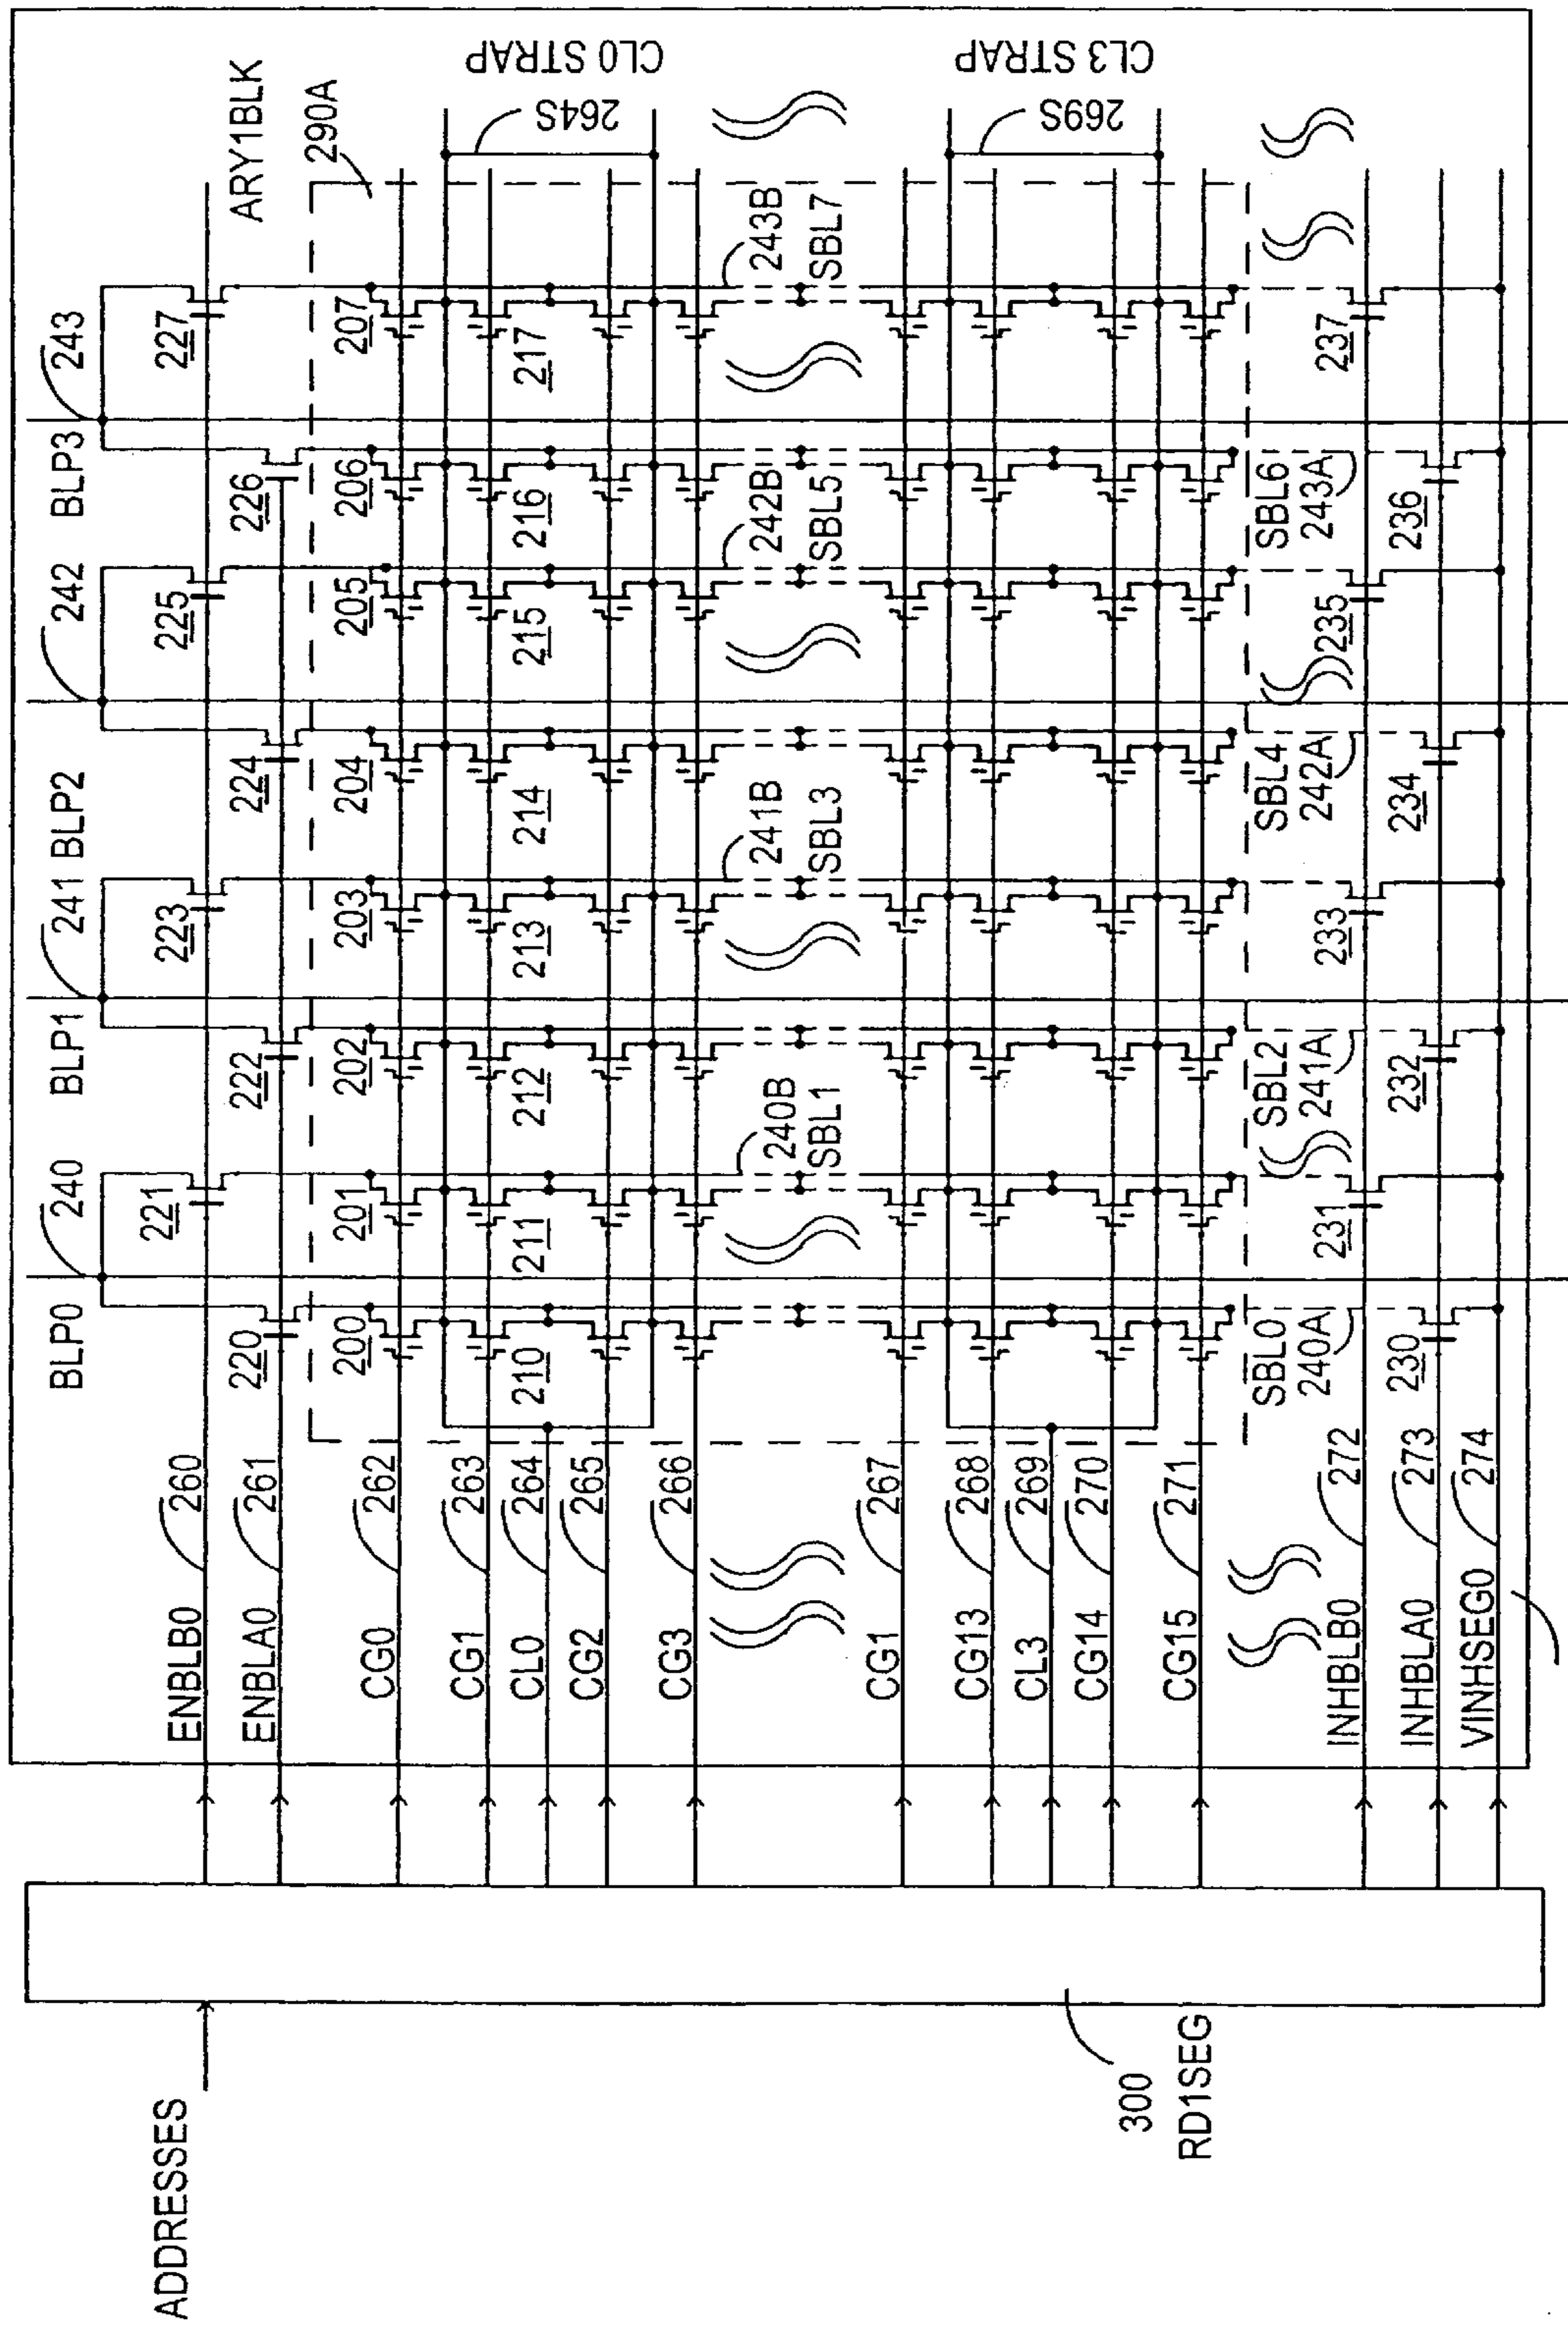 ADDRESSES
300
RD1SEG
ENBLB0
260
ENBLA0
261
CG0
262
CG1
263
CL0
264
CG2
265
CG3
266
CG1
267
CG13
268
CL3
269
CG14
270
CG15
271
INHBLB0
272
INHBLA0
273
VINHSEG0
274
BLP0
240
BLP1
241
BLP2
242
BLP3
243
220
221
222
223
224
225
226
227
ARY1BLK
290A
200
201
202
203
204
205
206
207
210
211
212
213
214
215
216
217
240B
SBL1
241B
SBL3
242B
SBL5
243B
SBL7
CL0 STRAP
264S
CL3 STRAP
269S
SBL0
240A
SBL2
241A
SBL4
242A
SBL6
243A
230
231
232
233
234
235
236
237